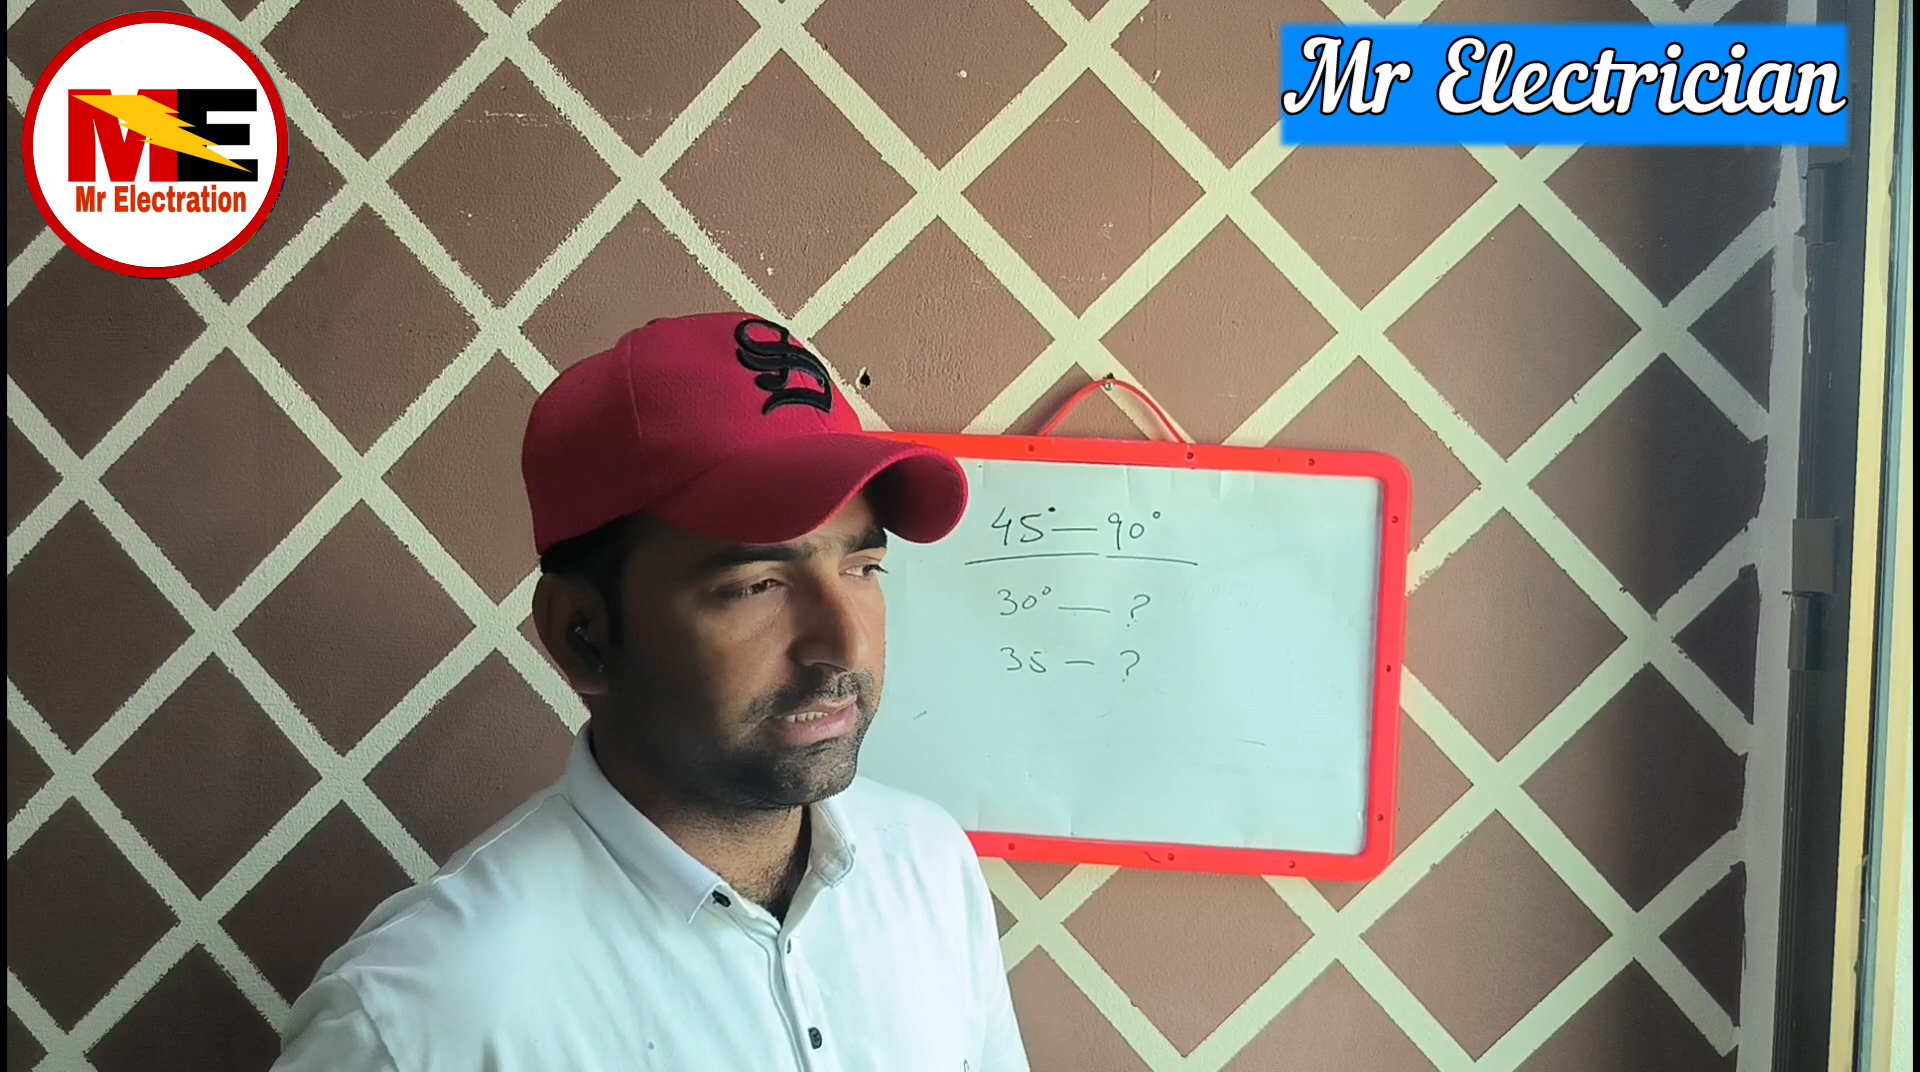 ME
Mr Electration
Mr Electrician
S
45° — 90°
30° — ?
35 — ?